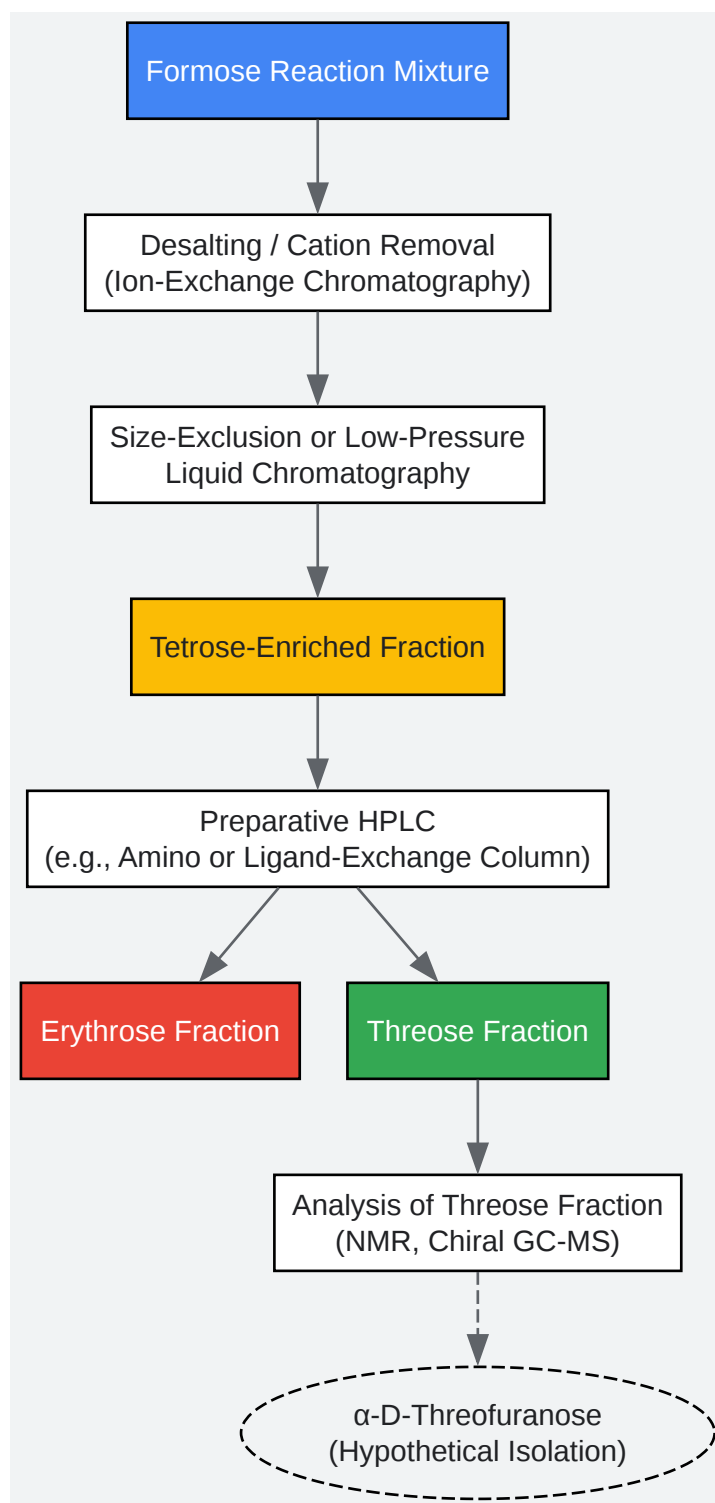 Formose Reaction Mixture
Desalting / Cation Removal
(Ion-Exchange Chromatography)
Size-Exclusion or Low-Pressure
Liquid Chromatography
Tetrose-Enriched Fraction
Preparative HPLC
(e.g., Amino or Ligand-Exchange Column)
Erythrose Fraction
Threose Fraction
Analysis of Threose Fraction
(NMR, Chiral GC-MS)
α-D-Threofuranose
(Hypothetical Isolation)